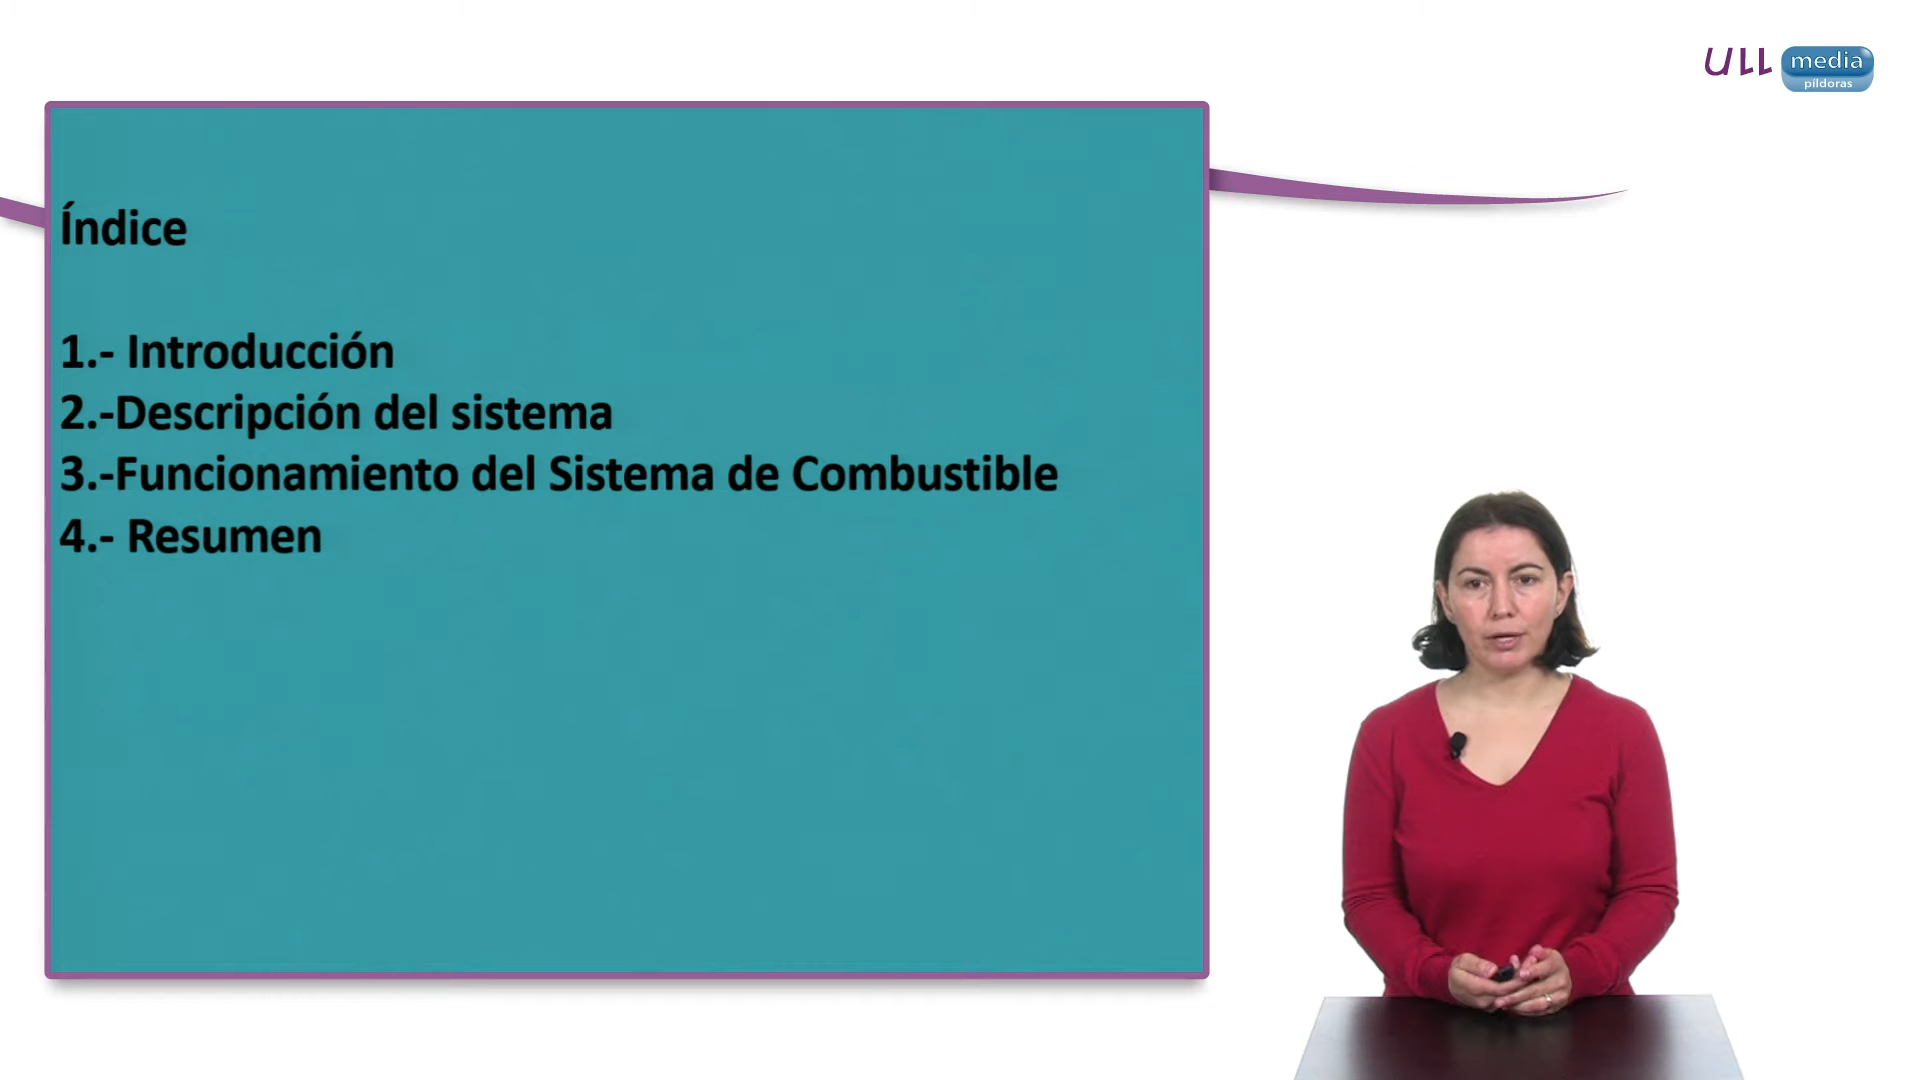 ULL media
píldoras
Índice
1.- Introducción
2.-Descripción del sistema
3.-Funcionamiento del Sistema de Combustible
4.- Resumen